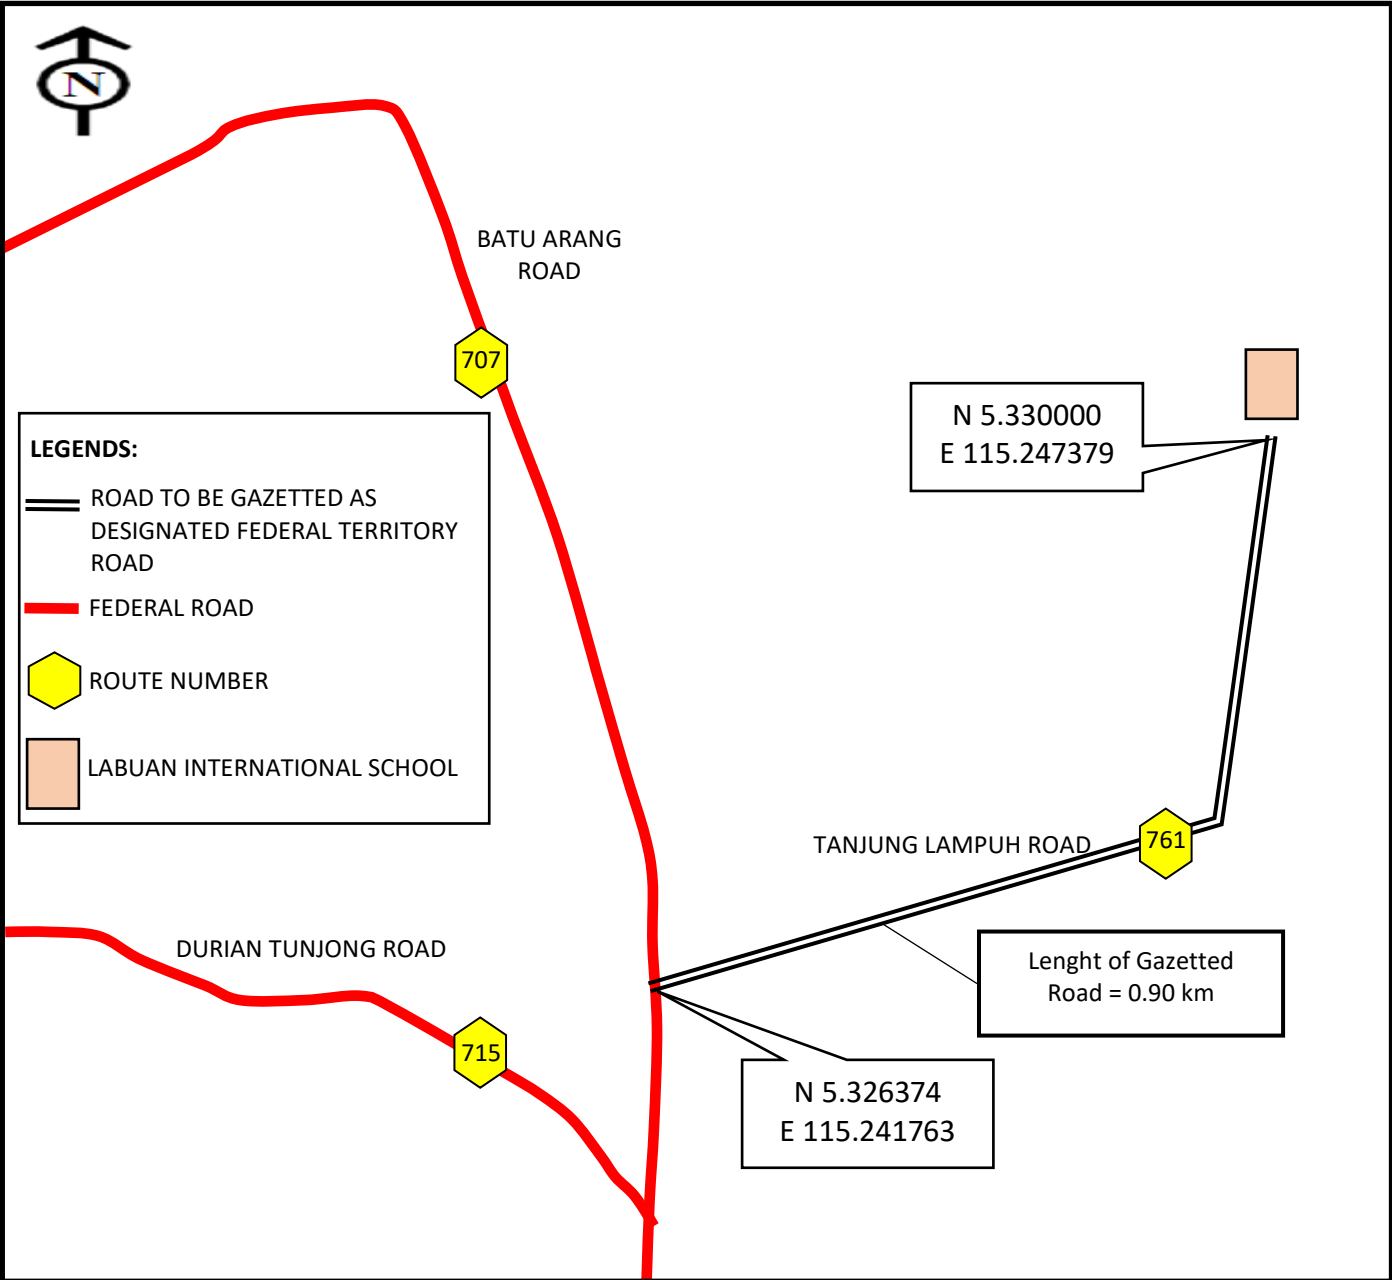 N
BATU ARANG
ROAD
707
N 5.330000
E 115.247379
LEGENDS:
ROAD TO BE GAZETTED AS
DESIGNATED FEDERAL TERRITORY
ROAD
FEDERAL ROAD
ROUTE NUMBER
LABUAN INTERNATIONAL SCHOOL
TANJUNG LAMPUH ROAD
761
DURIAN TUNJONG ROAD
Lenght of Gazetted
Road = 0.90 km
715
N 5.326374
E 115.241763